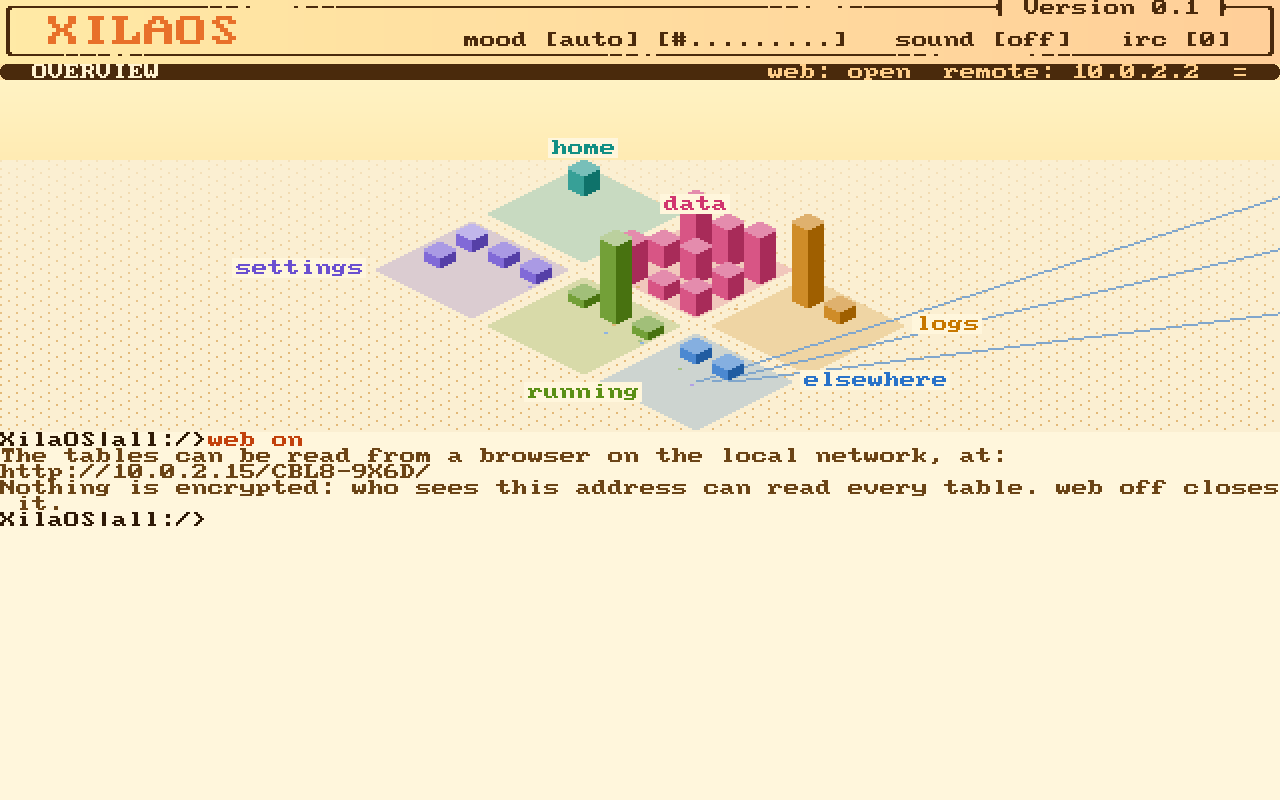 XILAOS
Version 0.1
mood [auto] [#.........] sound [off] irc [0]
OVERVIEW web: open remote: 10.0.2.2 =
home
data
settings
logs
elsewhere
running
XilaOS|all:/>web on
The tables can be read from a browser on the local network, at:
http://10.0.2.15/CBL8-9X6D/
Nothing is encrypted: who sees this address can read every table. web off closes
it.
XilaOS|all:/>